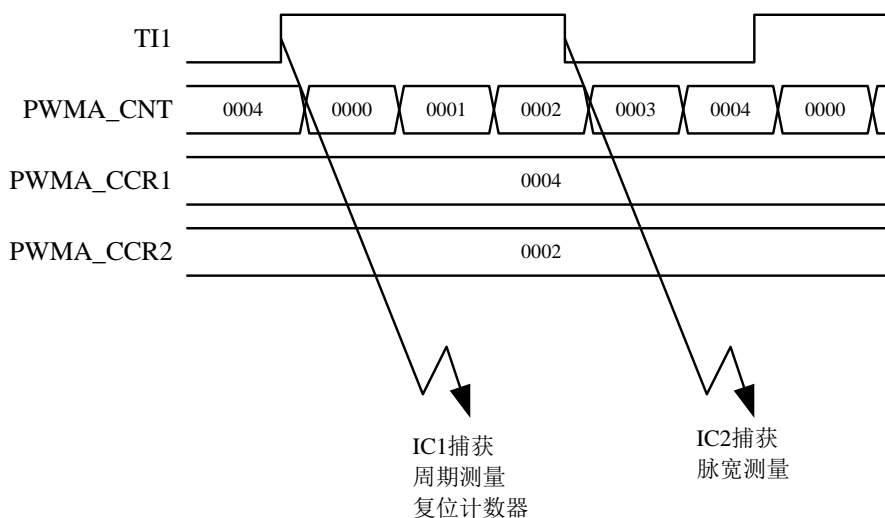 TI1
PWMA_CNT 0004 0000 0001 0002 0003 0004 0000
PWMA_CCR1 0004
PWMA_CCR2 0002
IC1捕获
周期测量
复位计数器
IC2捕获
脉宽测量